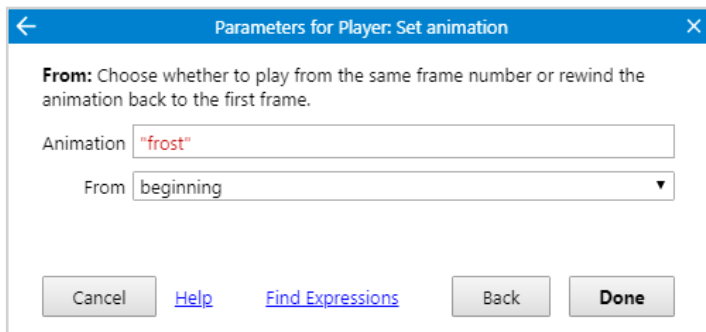 Parameters for Player: Set animation
From: Choose whether to play from the same frame number or rewind the
animation back to the first frame.
Animation "frost"
From beginning
Cancel Help Find Expressions Back Done